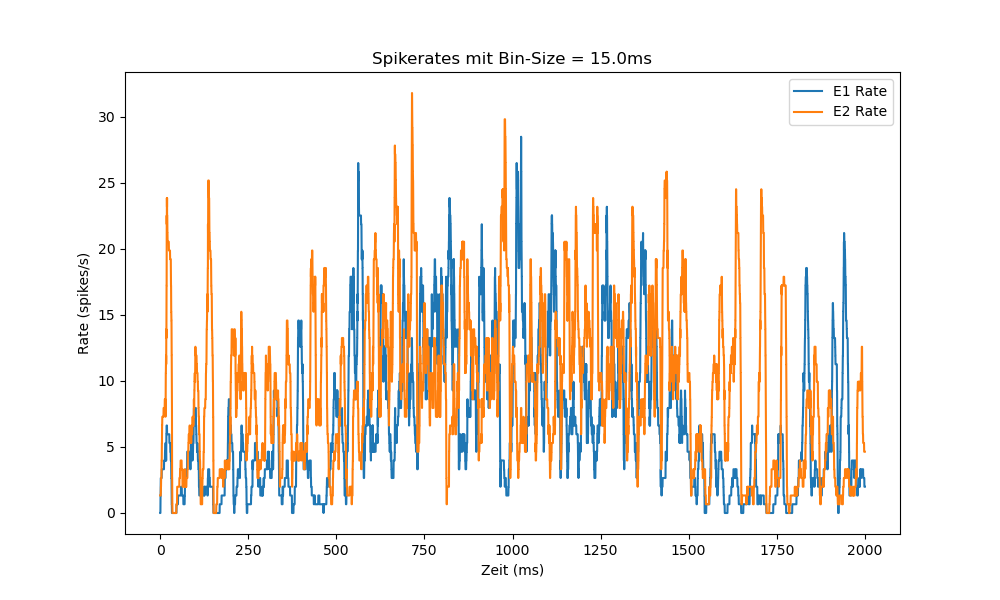 Spikerates mit Bin-Size = 15.0ms
E1 Rate
E2 Rate
Rate (spikes/s)
30
25
20
15
10
5
0
0 250 500 750 1000 1250 1500 1750 2000
Zeit (ms)